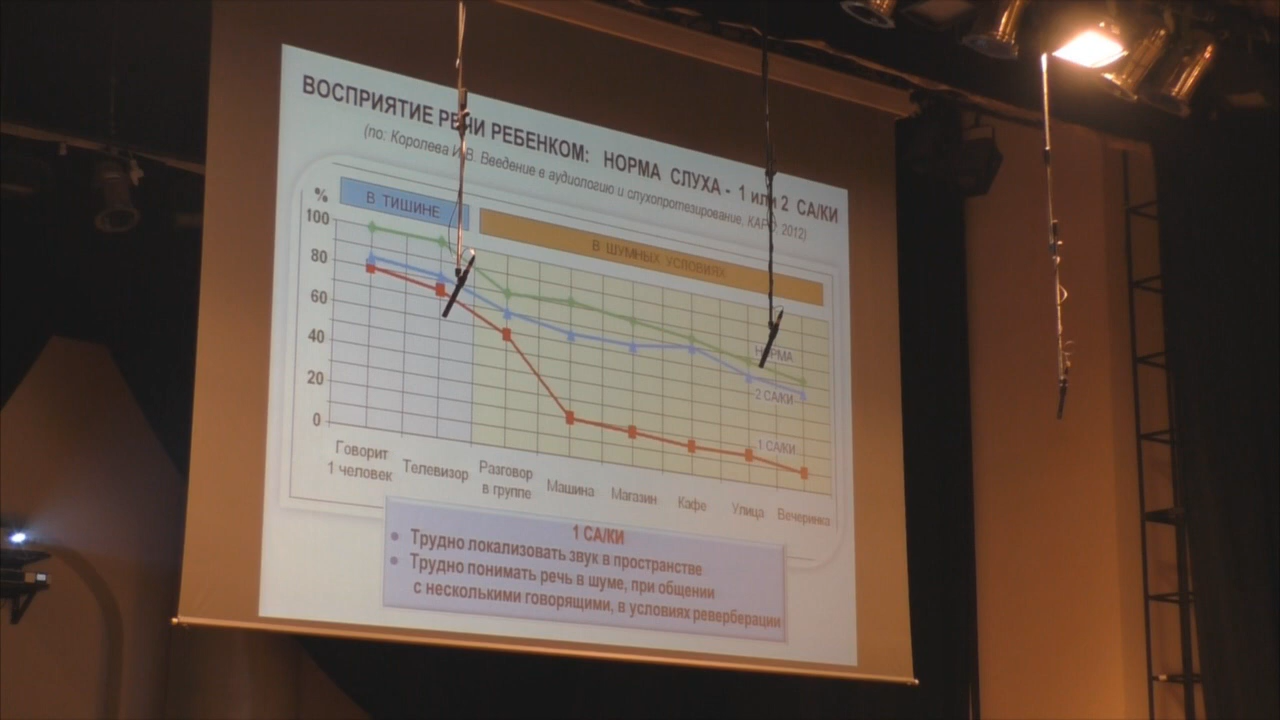 ВОСПРИЯТИЕ РЕЧИ РЕБЕНКОМ: НОРМА СЛУХА - 1 или 2 СА/КИ
(по: Королева И.В. Введение в аудиологию и слухопротезирование, КАРО, 2012)
%
В ТИШИНЕ
В ШУМНЫХ УСЛОВИЯХ
100
80
60
40
20
0
НОРМА
2 СА/КИ
1 СА/КИ
Говорит
1 человек
Телевизор
Разговор
в группе
Машина
Магазин
Кафе
Улица
Вечеринка
1 СА/КИ
• Трудно локализовать звук в пространстве
• Трудно понимать речь в шуме, при общении
с несколькими говорящими, в условиях реверберации